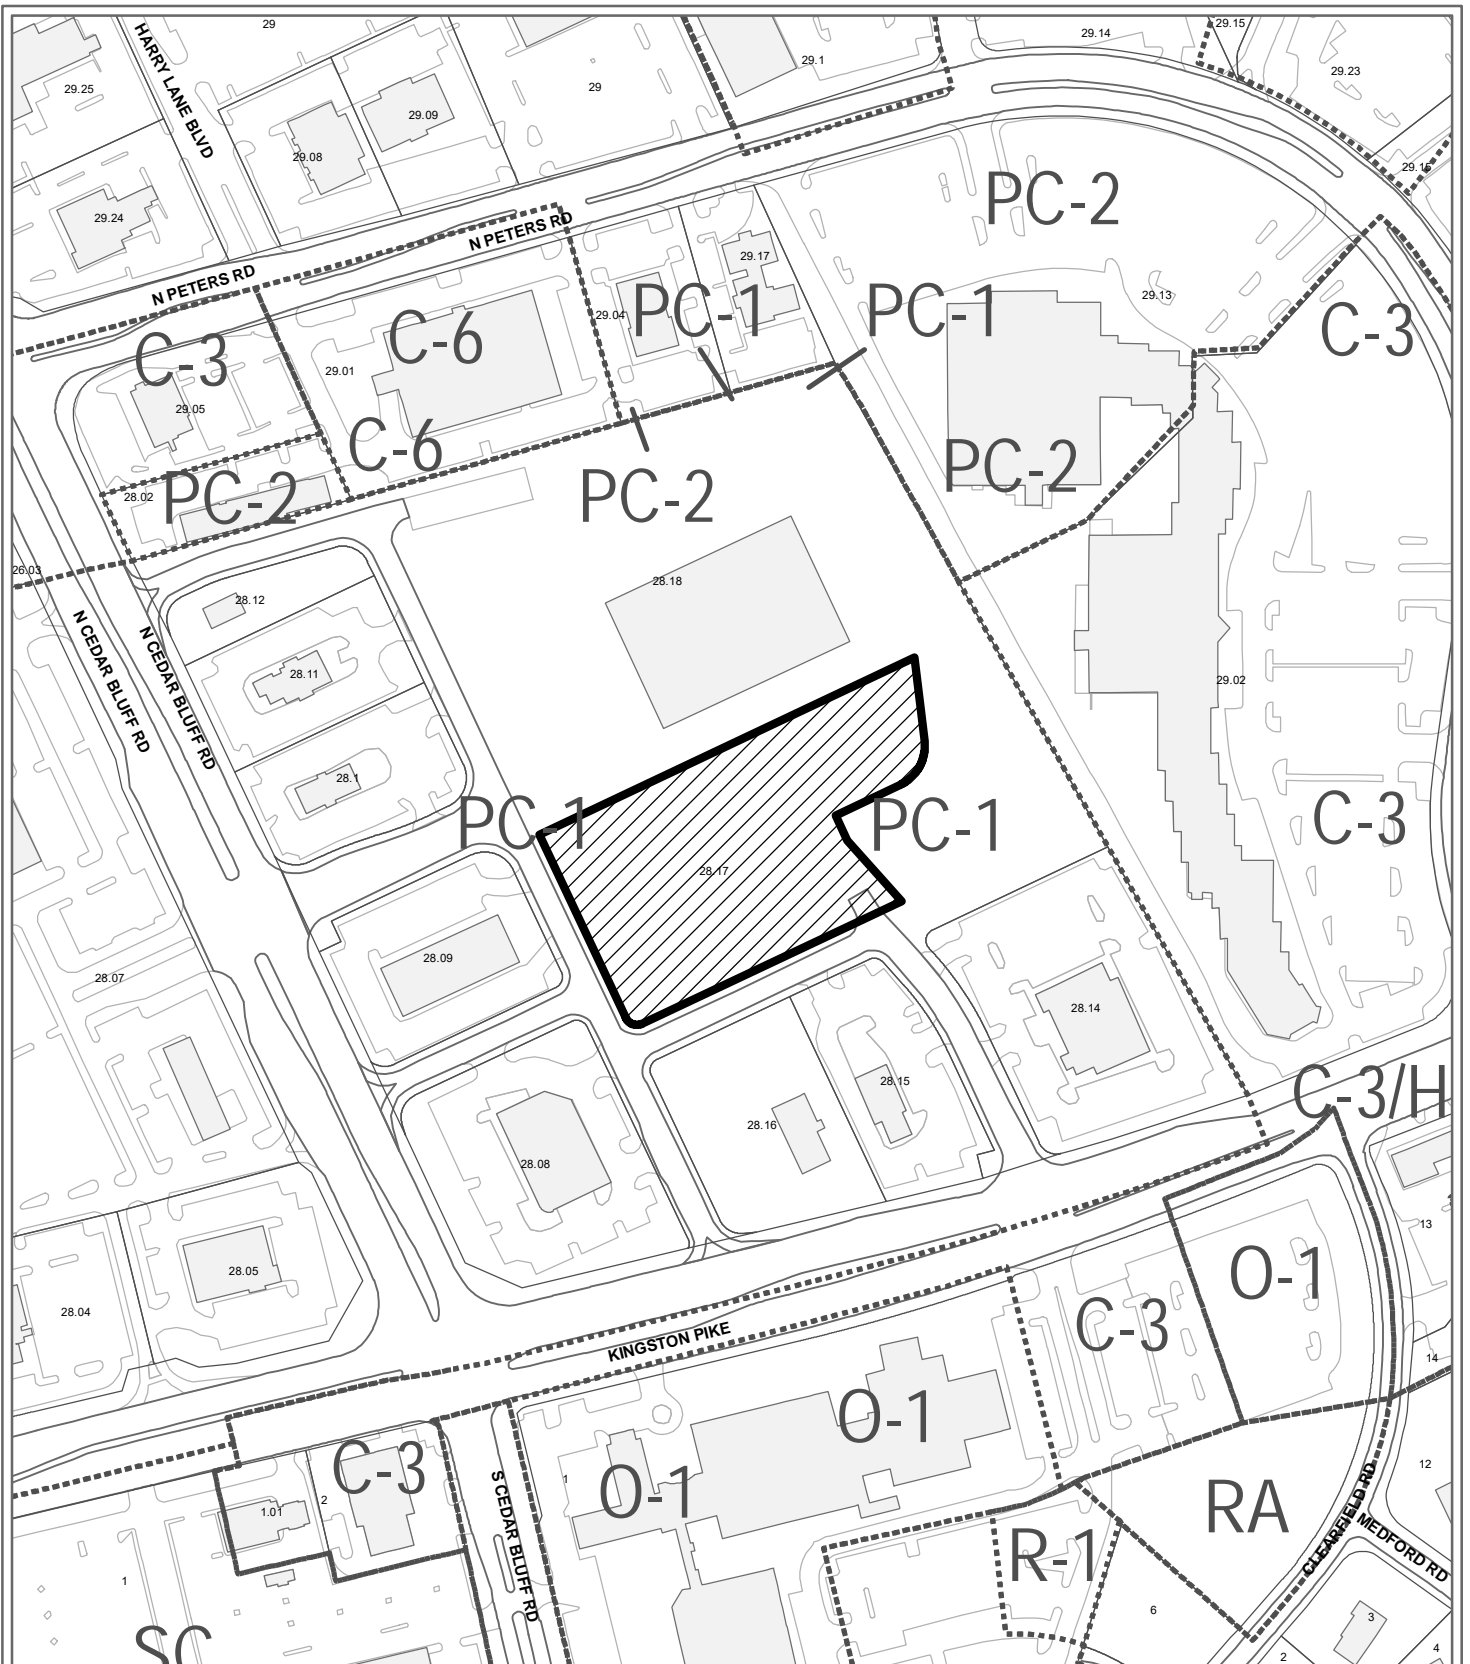 29
29.15
29.14
29.1
29.23
HARRY LANE BLVD
29.25
29
29.09
29.08
29.15
PC-2
29.24
N PETERS RD
29.17
N PETERS RD
29.13
29.04
PC-1
PC-1
C-3
C-6
C-3
29.01
29.05
C-6
PC-2
28.02
PC-2
PC-2
26.03
28.18
28.12
N CEDAR BLUFF RD
N CEDAR BLUFF RD
28.11
29.02
28.1
PC-1
PC-1
C-3
28.17
28.09
28.07
28.14
28.15
C-3/H
28.16
28.08
13
28.05
O-1
28.04
C-3
KINGSTON PIKE
14
O-1
C-3
O-1
1
12
S CEDAR BLUFF RD
2
1.01
RA
CLEARFIELD RD
MEDFORD RD
R-1
1
6
3
SC
2
4